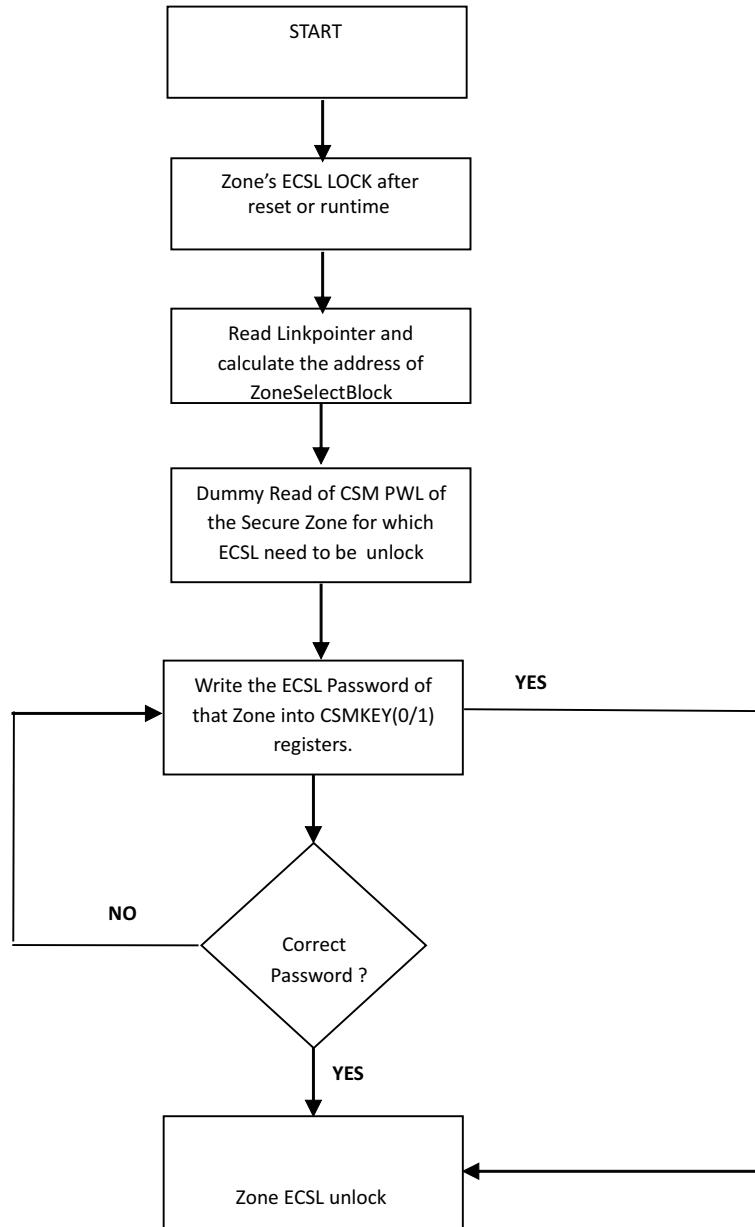 START
Zone’s ECSL LOCK after
reset or runtime
Read Linkpointer and
calculate the address of
ZoneSelectBlock
Dummy Read of CSM PWL of
the Secure Zone for which
ECSL need to be unlock
Write the ECSL Password of
that Zone into CSMKEY(0/1)
registers.
YES
NO
Correct
Password ?
YES
Zone ECSL unlock